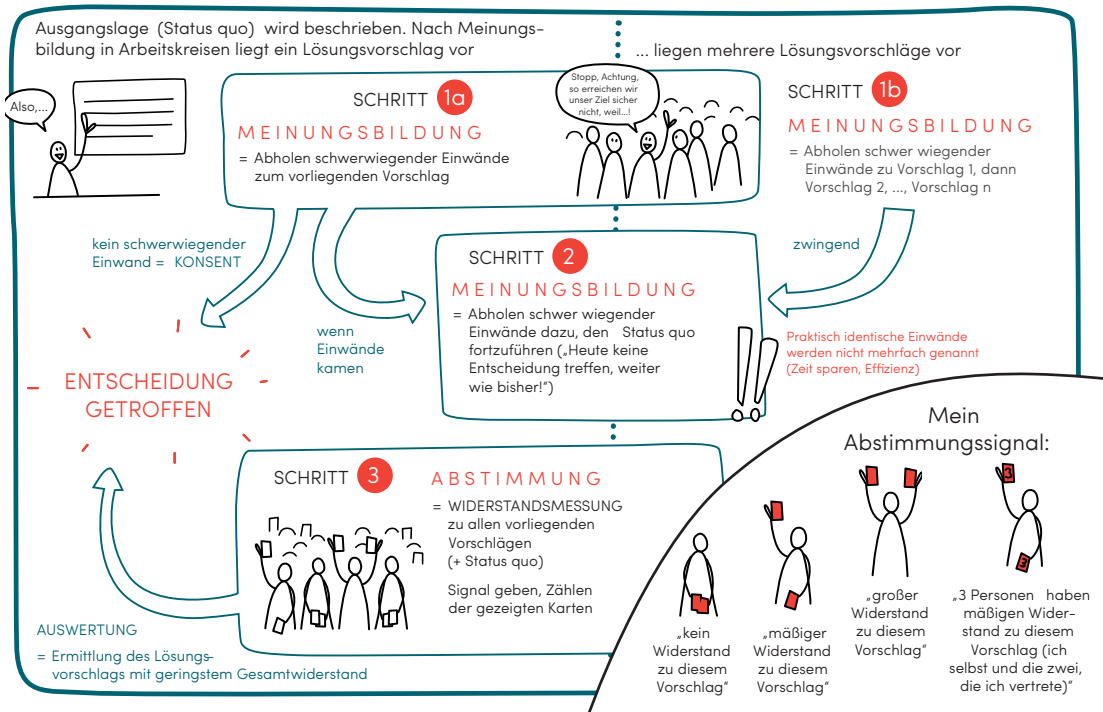 Ausgangslage (Status quo) wird beschrieben. Nach Meinungs-
bildung in Arbeitskreisen liegt ein Lösungsvorschlag vor
... liegen mehrere Lösungsvorschläge vor
Also,...
SCHRITT 1a
MEINUNGSBILDUNG
= Abholen schwerwiegender Einwände
zum vorliegenden Vorschlag
Stopp, Achtung,
so erreichen wir
unser Ziel sicher
nicht, weil...!
SCHRITT 1b
MEINUNGSBILDUNG
= Abholen schwer wiegender
Einwände zu Vorschlag 1, dann
Vorschlag 2, ..., Vorschlag n
kein schwerwiegender
Einwand = KONSENT
wenn
Einwände
kamen
zwingend
SCHRITT 2
MEINUNGSBILDUNG
= Abholen schwer wiegender
Einwände dazu, den Status quo
fortzuführen („Heute keine
Entscheidung treffen, weiter
wie bisher!“)
!!
Praktisch identische Einwände
werden nicht mehrfach genannt
(Zeit sparen, Effizienz)
ENTSCHEIDUNG
GETROFFEN
SCHRITT 3
ABSTIMMUNG
= WIDERSTANDSMESSUNG
zu allen vorliegenden
Vorschlägen
(+ Status quo)
Signal geben, Zählen
der gezeigten Karten
AUSWERTUNG
= Ermittlung des Lösungs-
vorschlags mit geringstem Gesamtwiderstand
Mein
Abstimmungssignal:
„kein
Widerstand
zu diesem
Vorschlag“
„mäßiger
Widerstand
zu diesem
Vorschlag“
„großer
Widerstand
zu diesem
Vorschlag“
3
3
„3 Personen haben
mäßigen Wider-
stand zu diesem
Vorschlag (ich
selbst und die zwei,
die ich vertrete)“